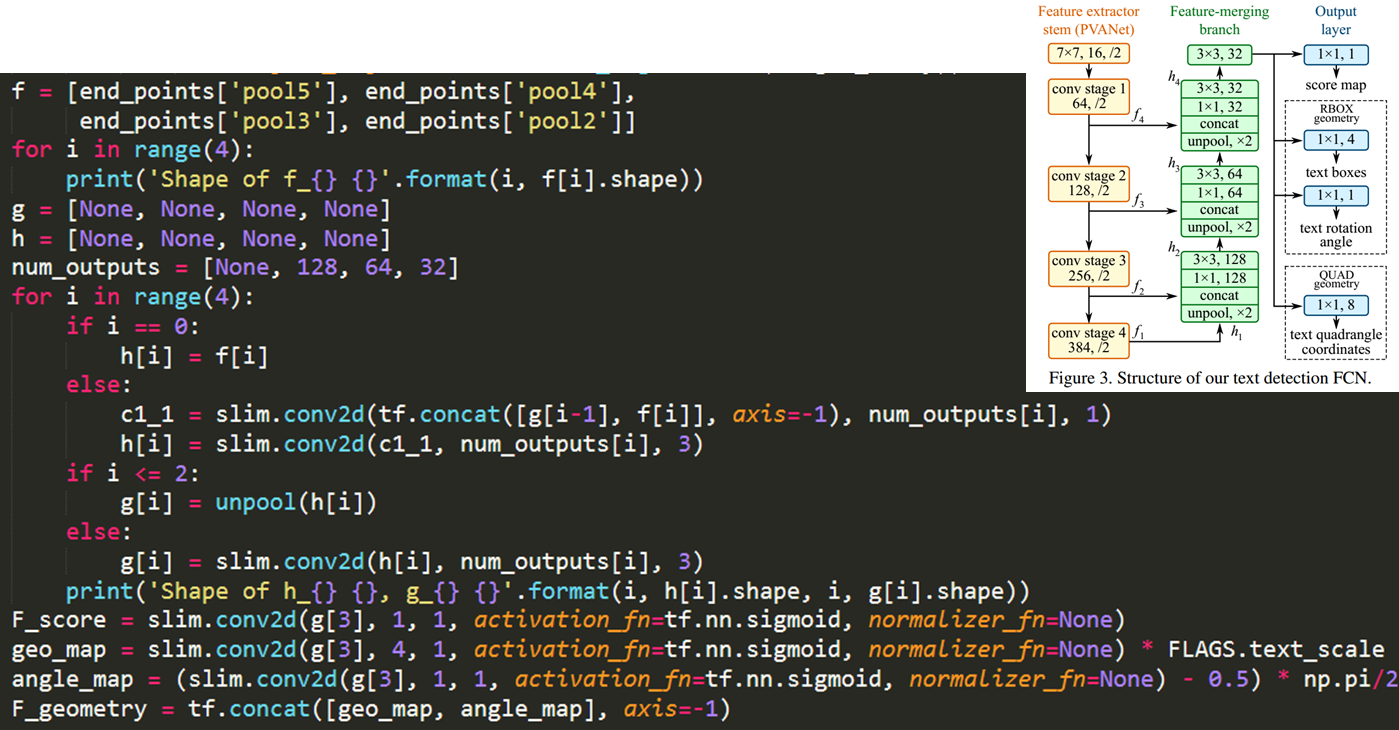 f = [end_points['pool5'], end_points['pool4'],
end_points['pool3'], end_points['pool2']]
for i in range(4):
print('Shape of f_{} {}'.format(i, f[i].shape))
g = [None, None, None, None]
h = [None, None, None, None]
num_outputs = [None, 128, 64, 32]
for i in range(4):
if i == 0:
h[i] = f[i]
else:
c1_1 = slim.conv2d(tf.concat([g[i-1], f[i]], axis=-1), num_outputs[i], 1)
h[i] = slim.conv2d(c1_1, num_outputs[i], 3)
if i <= 2:
g[i] = unpool(h[i])
else:
g[i] = slim.conv2d(h[i], num_outputs[i], 3)
print('Shape of h_{} {}, g_{} {}'.format(i, h[i].shape, i, g[i].shape))
F_score = slim.conv2d(g[3], 1, 1, activation_fn=tf.nn.sigmoid, normalizer_fn=None)
geo_map = slim.conv2d(g[3], 4, 1, activation_fn=tf.nn.sigmoid, normalizer_fn=None) * FLAGS.text_scale
angle_map = (slim.conv2d(g[3], 1, 1, activation_fn=tf.nn.sigmoid, normalizer_fn=None) - 0.5) * np.pi/2
F_geometry = tf.concat([geo_map, angle_map], axis=-1)
Feature extractor
stem (PVANet)
7×7, 16, /2
conv stage 1
64, /2
f4
conv stage 2
128, /2
f3
conv stage 3
256, /2
f2
conv stage 4
384, /2
f1
Feature-merging
branch
3×3, 32
h4
3×3, 32
1×1, 32
concat
unpool, ×2
h3
3×3, 64
1×1, 64
concat
unpool, ×2
h2
3×3, 128
1×1, 128
concat
unpool, ×2
h1
Output
layer
1×1, 1
score map
RBOX
geometry
1×1, 4
text boxes
1×1, 1
text rotation
angle
QUAD
geometry
1×1, 8
text quadrangle
coordinates
Figure 3. Structure of our text detection FCN.